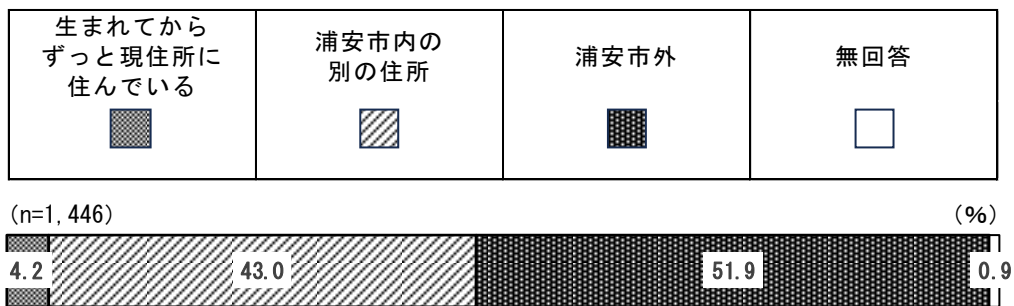 生まれてから
ずっと現住所に
住んでいる
浦安市内の
別の住所
浦安市外
無回答
(n=1,446)
(%)
4.2
43.0
51.9
0.9